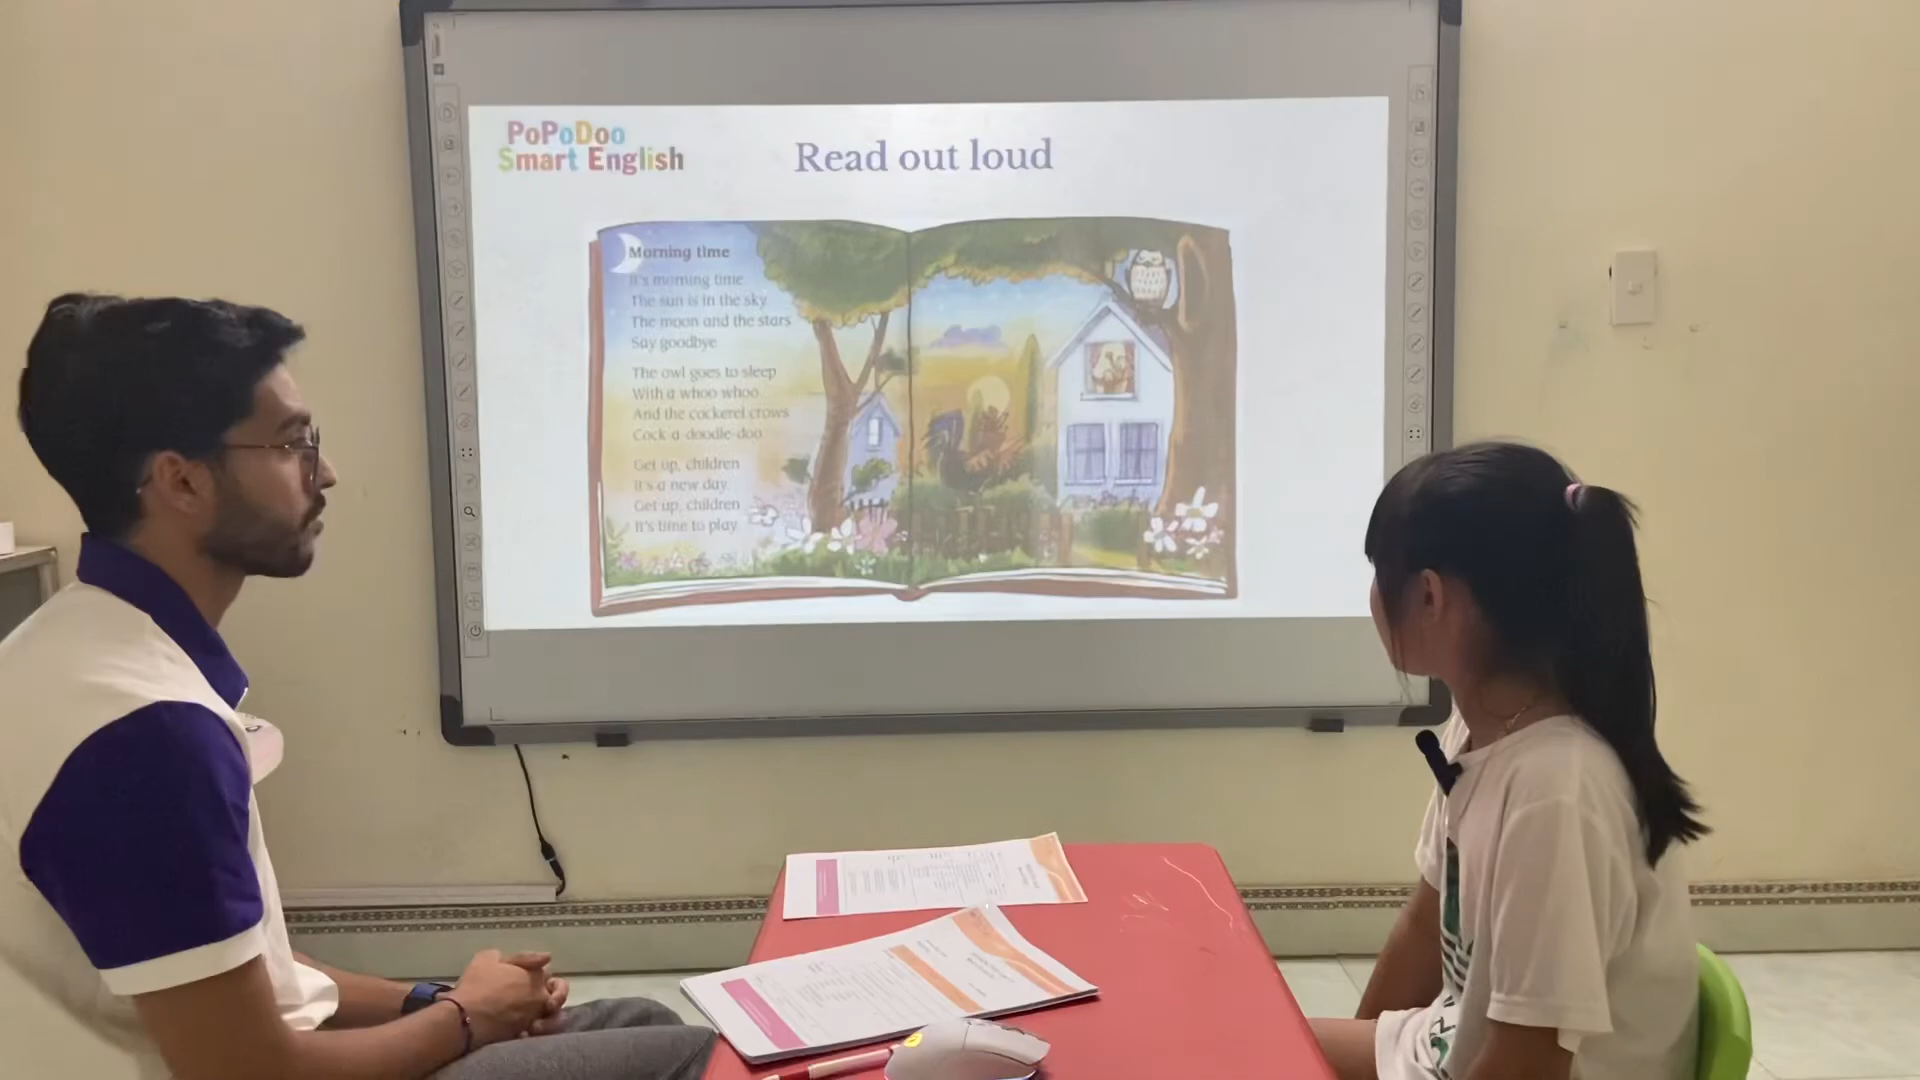 PoPoDoo
Smart English
Read out loud
Morning time
It's morning time
The sun is in the sky
The moon and the stars
Say goodbye
The owl goes to sleep
With a whoo whoo
And the cockerel crows
Cock-a-doodle-doo
Get up, children
It's a new day.
Get up, children
It's time to play